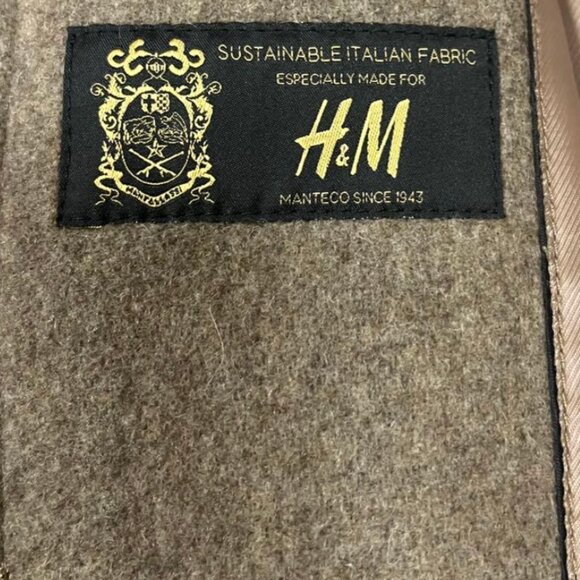 SUSTAINABLE ITALIAN FABRIC
ESPECIALLY MADE FOR
H&M
MANTECO SINCE 1943